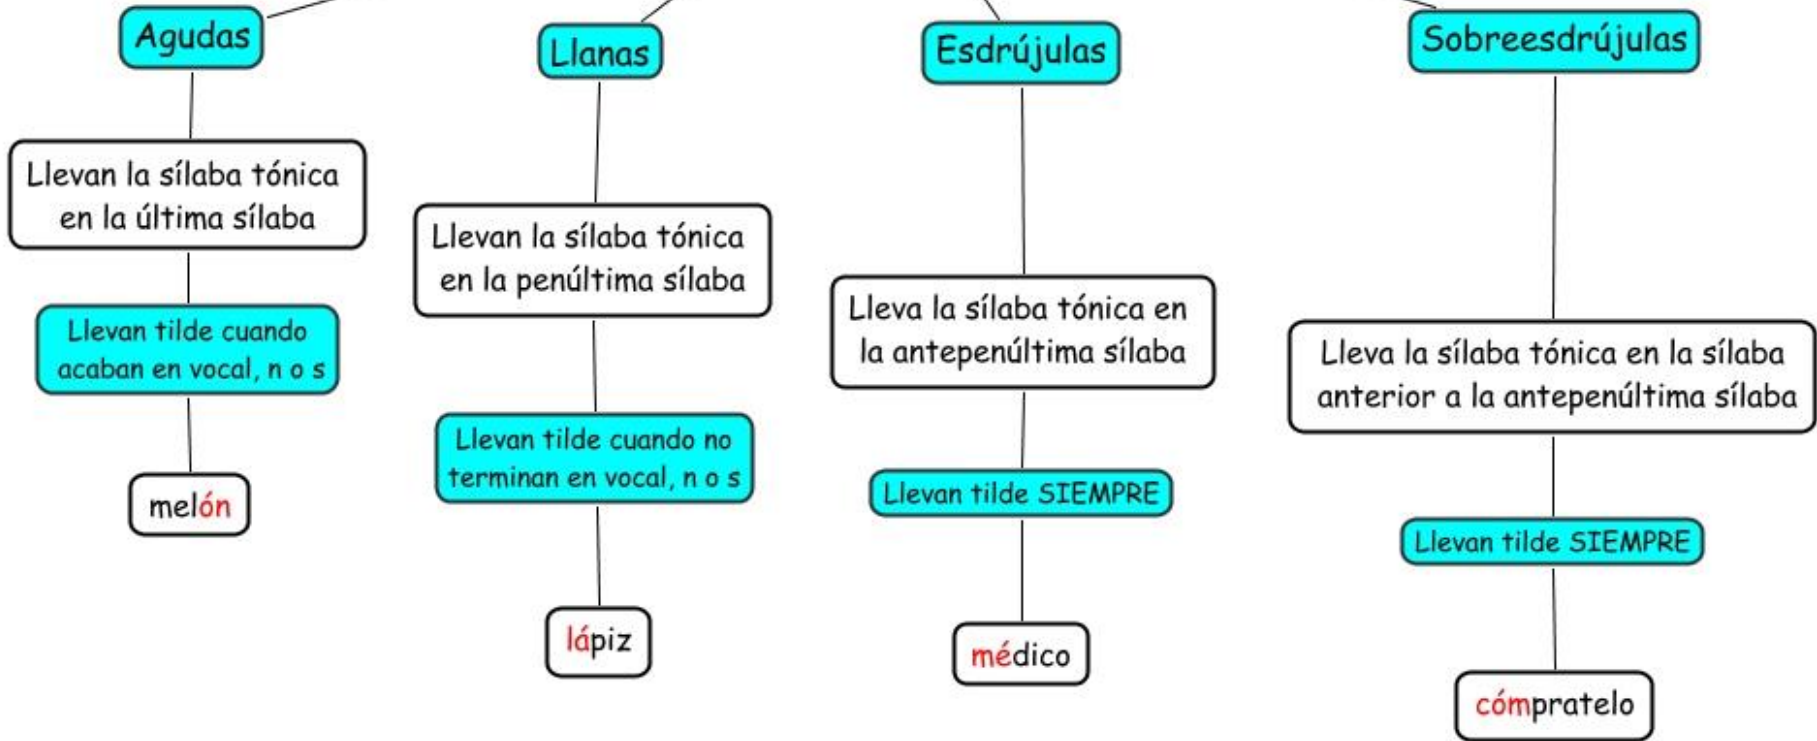 Agudas
Llevan la sílaba tónica
en la última sílaba
Llevan tilde cuando
acaban en vocal, n o s
melón
Llanas
Llevan la sílaba tónica
en la penúltima sílaba
Llevan tilde cuando no
terminan en vocal, n o s
lápiz
Esdrújulas
Lleva la sílaba tónica en
la antepenúltima sílaba
Llevan tilde SIEMPRE
médico
Sobreesdrújulas
Lleva la sílaba tónica en la sílaba
anterior a la antepenúltima sílaba
Llevan tilde SIEMPRE
cómpratelo